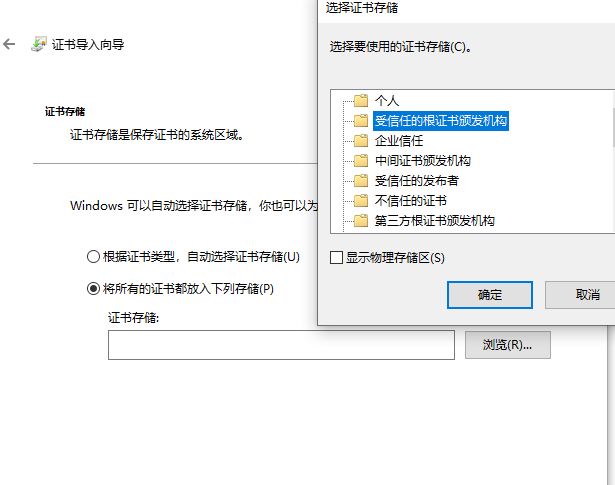 选择证书存储
证书导入向导
选择要使用的证书存储(C)。
个人
受信任的根证书颁发机构
企业信任
中间证书颁发机构
受信任的发布者
不信任的证书
第三方根证书颁发机构
显示物理存储区(S)
确定
取消
证书存储
证书存储是保存证书的系统区域。
Windows 可以自动选择证书存储，你也可以为
根据证书类型，自动选择证书存储(U)
将所有的证书都放入下列存储(P)
证书存储:
浏览(R)...